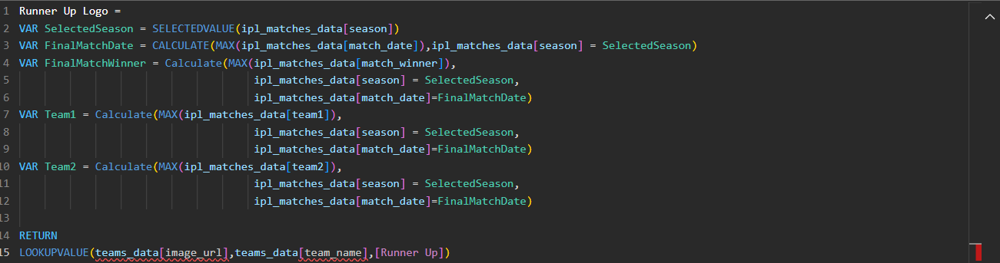 1 Runner Up Logo =
2 VAR SelectedSeason = SELECTEDVALUE(ipl_matches_data[season])
3 VAR FinalMatchDate = CALCULATE(MAX(ipl_matches_data[match_date]),ipl_matches_data[season] = SelectedSeason)
4 VAR FinalMatchWinner = Calculate(MAX(ipl_matches_data[match_winner]),
5 ipl_matches_data[season] = SelectedSeason,
6 ipl_matches_data[match_date]=FinalMatchDate)
7 VAR Team1 = Calculate(MAX(ipl_matches_data[team1]),
8 ipl_matches_data[season] = SelectedSeason,
9 ipl_matches_data[match_date]=FinalMatchDate)
10 VAR Team2 = Calculate(MAX(ipl_matches_data[team2]),
11 ipl_matches_data[season] = SelectedSeason,
12 ipl_matches_data[match_date]=FinalMatchDate)
13
14 RETURN
15 LOOKUPVALUE(teams_data[image_url],teams_data[team_name],[Runner Up])